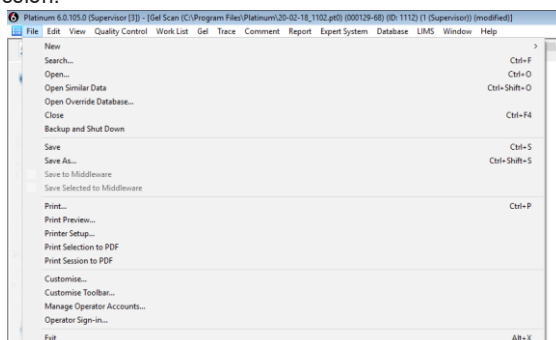 ssion.
Platinum 6.0.105.0 (Supervisor [3]) - [Gel Scan (C:\Program Files\Platinum\20-02-18_1102.pt0) (000129-68) (ID: 1112) (1 (Supervisor)) (modified)]
File Edit View Quality Control Work List Gel Trace Comment Report Expert System Database LIMS Window Help
New >
Search... Ctrl+F
Open... Ctrl+O
Open Similar Data Ctrl+Shift+O
Open Override Database...
Close Ctrl+F4
Backup and Shut Down
Save Ctrl+S
Save As... Ctrl+Shift+S
Save to Middleware
Save Selected to Middleware
Print... Ctrl+P
Print Preview...
Printer Setup...
Print Selection to PDF
Print Session to PDF
Customise...
Customise Toolbar...
Manage Operator Accounts...
Operator Sign-in...
Exit Alt+X